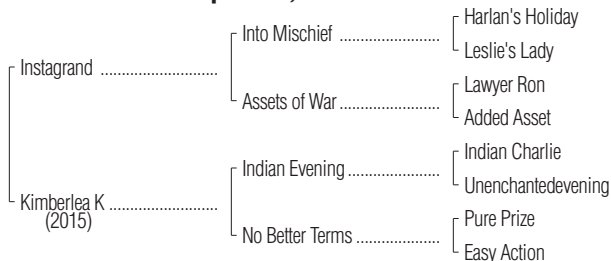 Harlan's Holiday
Into Mischief
Leslie's Lady
Instagrand
Lawyer Ron
Assets of War
Added Asset
Indian Charlie
Indian Evening
Unenchantedevening
Kimberlea K
(2015)
Pure Prize
No Better Terms
Easy Action